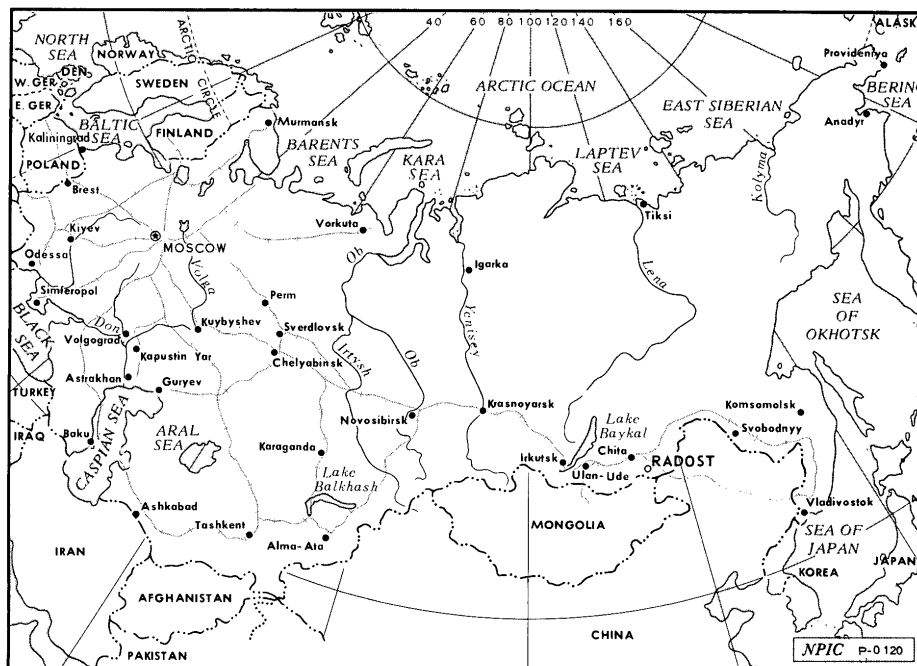 40 60 80 100 120 140 160
ALASK
NORTH
SEA
NORWAY
ARCTIC
CIRCLE
Provideniya
DEN.
SWEDEN
ARCTIC OCEAN
W. GER
BERING
SEA
E. GER
EAST SIBERIAN
SEA
Murmansk
FINLAND
BALTIC
SEA
Anadyr
Kaliningrad
BARENTS
SEA
LAPTEV
SEA
KARA
SEA
POLAND
Kolyma
Brest
Tiksi
Vorkuta
Kiyev
MOSCOW
Ob
Odessa
Volga
Igarka
Lena
Simferopol
Perm
SEA
OF
OKHOTSK
BLACK
SEA
Don
Kuybyshev
Yenisey
Sverdlovsk
Volgograd
Irtysh
Ob
Kapustin Yar
Chelyabinsk
Astrakhan
Guryev
TURKEY
Krasnoyarsk
Komsomolsk
Novosibirsk
CASPIAN SEA
ARAL
SEA
Lake
Baykal
Svobodnyy
IRAQ
Baku
Karaganda
Irkutsk
Chita
RADOST
Ulan-Ude
Lake
Balkhash
Ashkabad
Vladivostok
Tashkent
MONGOLIA
SEA OF
JAPAN
Alma-Ata
IRAN
JAPAN
KOREA
AFGHANISTAN
CHINA
PAKISTAN
NPIC P-0120